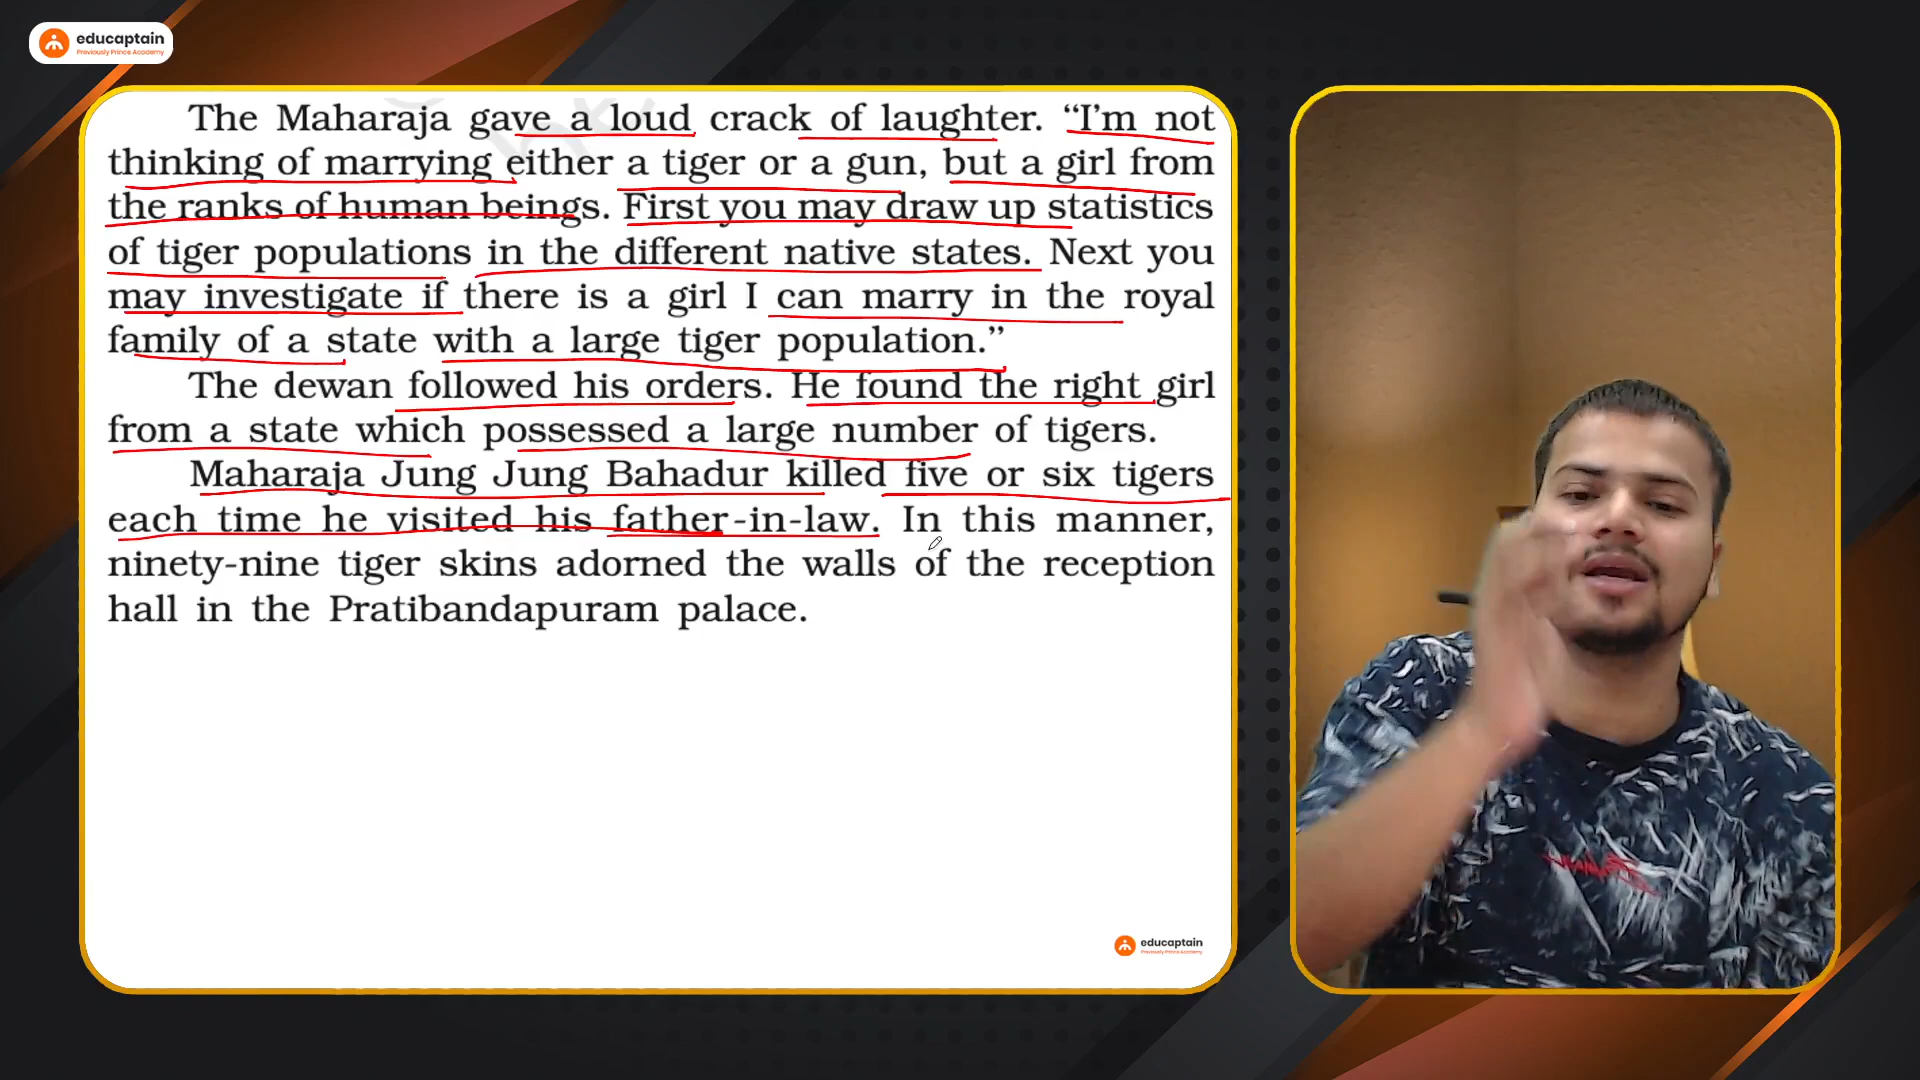 educaptain
Previously Prince Academy
The Maharaja gave a loud crack of laughter. “I’m not
thinking of marrying either a tiger or a gun, but a girl from
the ranks of human beings. First you may draw up statistics
of tiger populations in the different native states. Next you
may investigate if there is a girl I can marry in the royal
family of a state with a large tiger population.”
The dewan followed his orders. He found the right girl
from a state which possessed a large number of tigers.
Maharaja Jung Jung Bahadur killed five or six tigers
each time he visited his father-in-law. In this manner,
ninety-nine tiger skins adorned the walls of the reception
hall in the Pratibandapuram palace.
educaptain
Previously Prince Academy